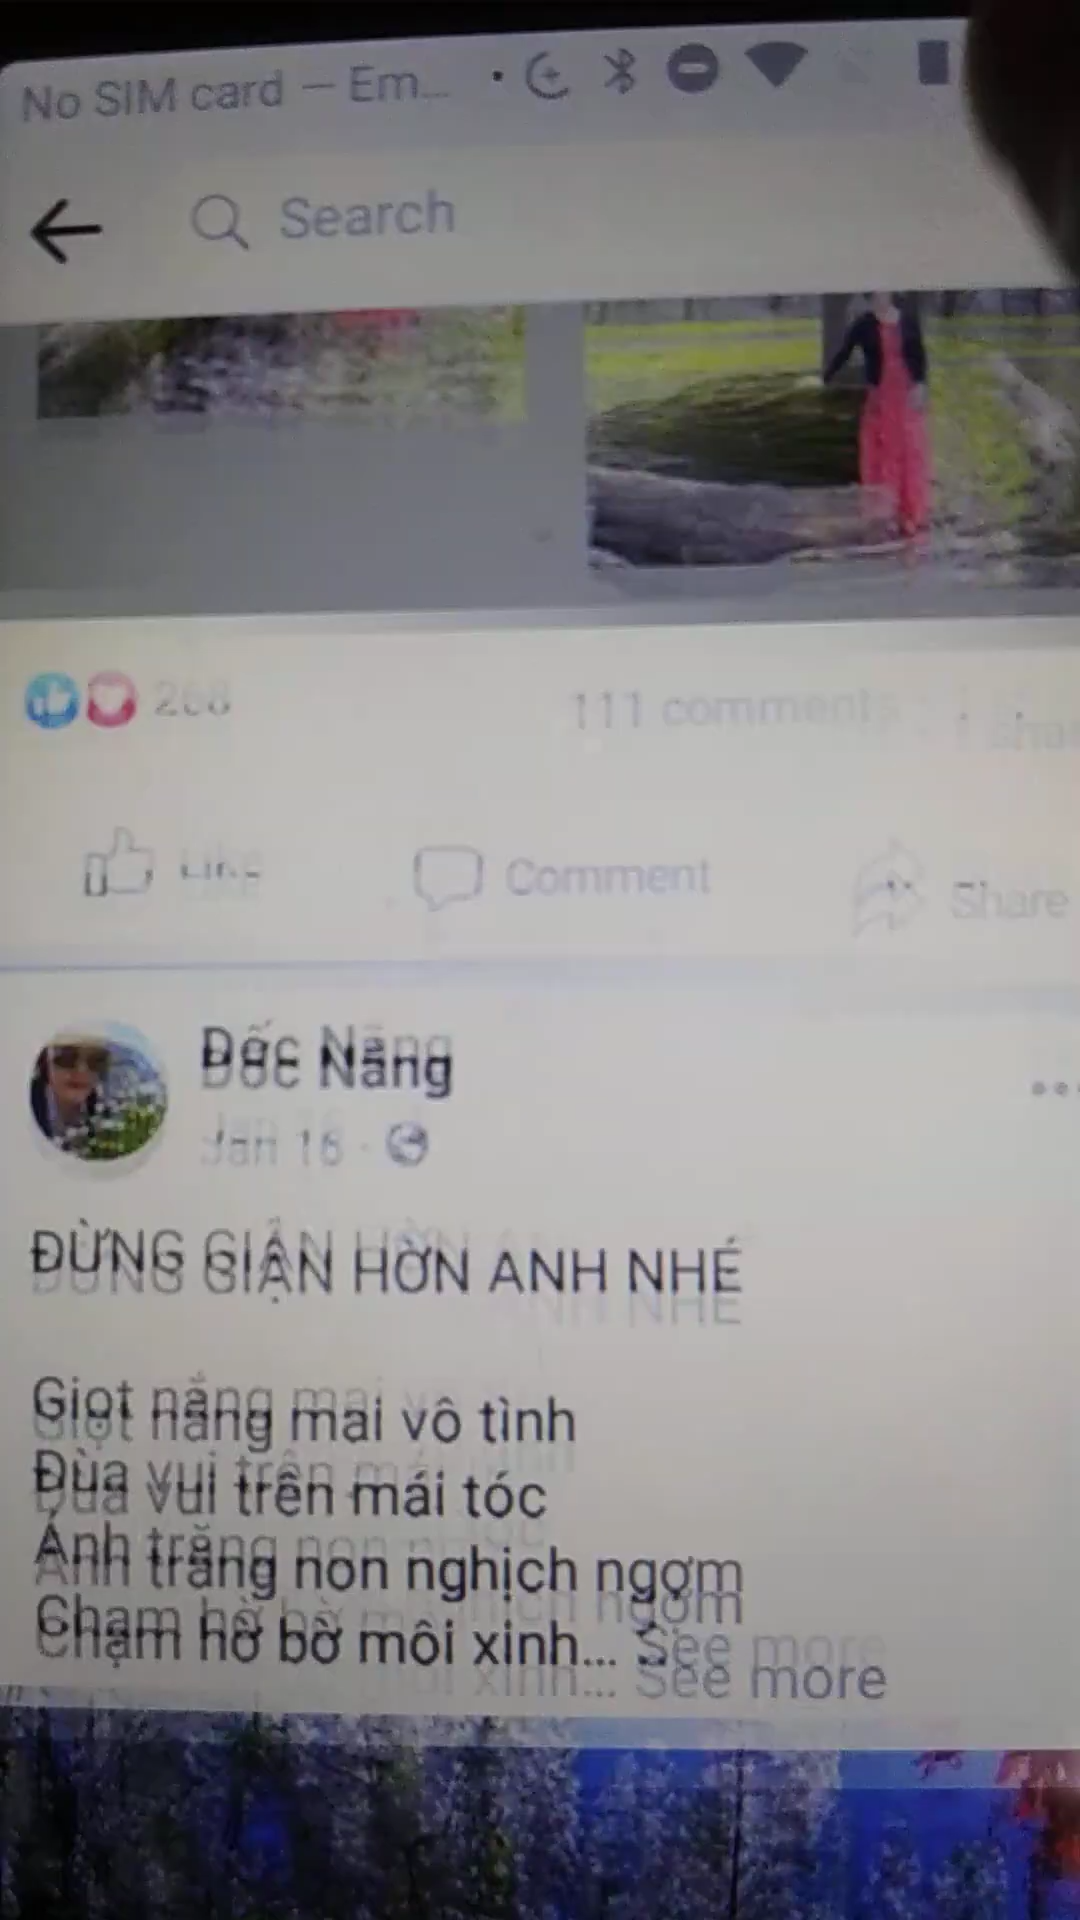 No SIM card — Em...
Search
268
111 comments
Like
Comment
Share
Dốc Nắng
Jan 16
ĐỪNG GIẬN HỜN ANH NHÉ
Giọt nắng mai vô tình
Đùa vui trên mái tóc
Ánh trăng non nghịch ngợm
Chạm hờ bờ môi xinh... See more